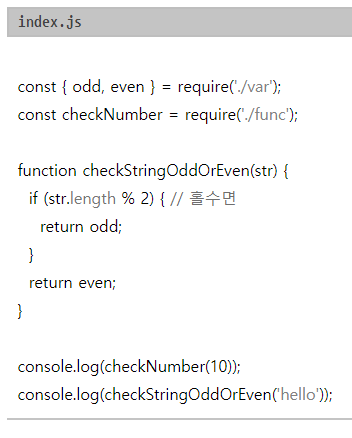 index.js
const { odd, even } = require('./var');
const checkNumber = require('./func');
function checkStringOddOrEven(str) {
if (str.length % 2) { // 홀수면
return odd;
}
return even;
}
console.log(checkNumber(10));
console.log(checkStringOddOrEven('hello'));